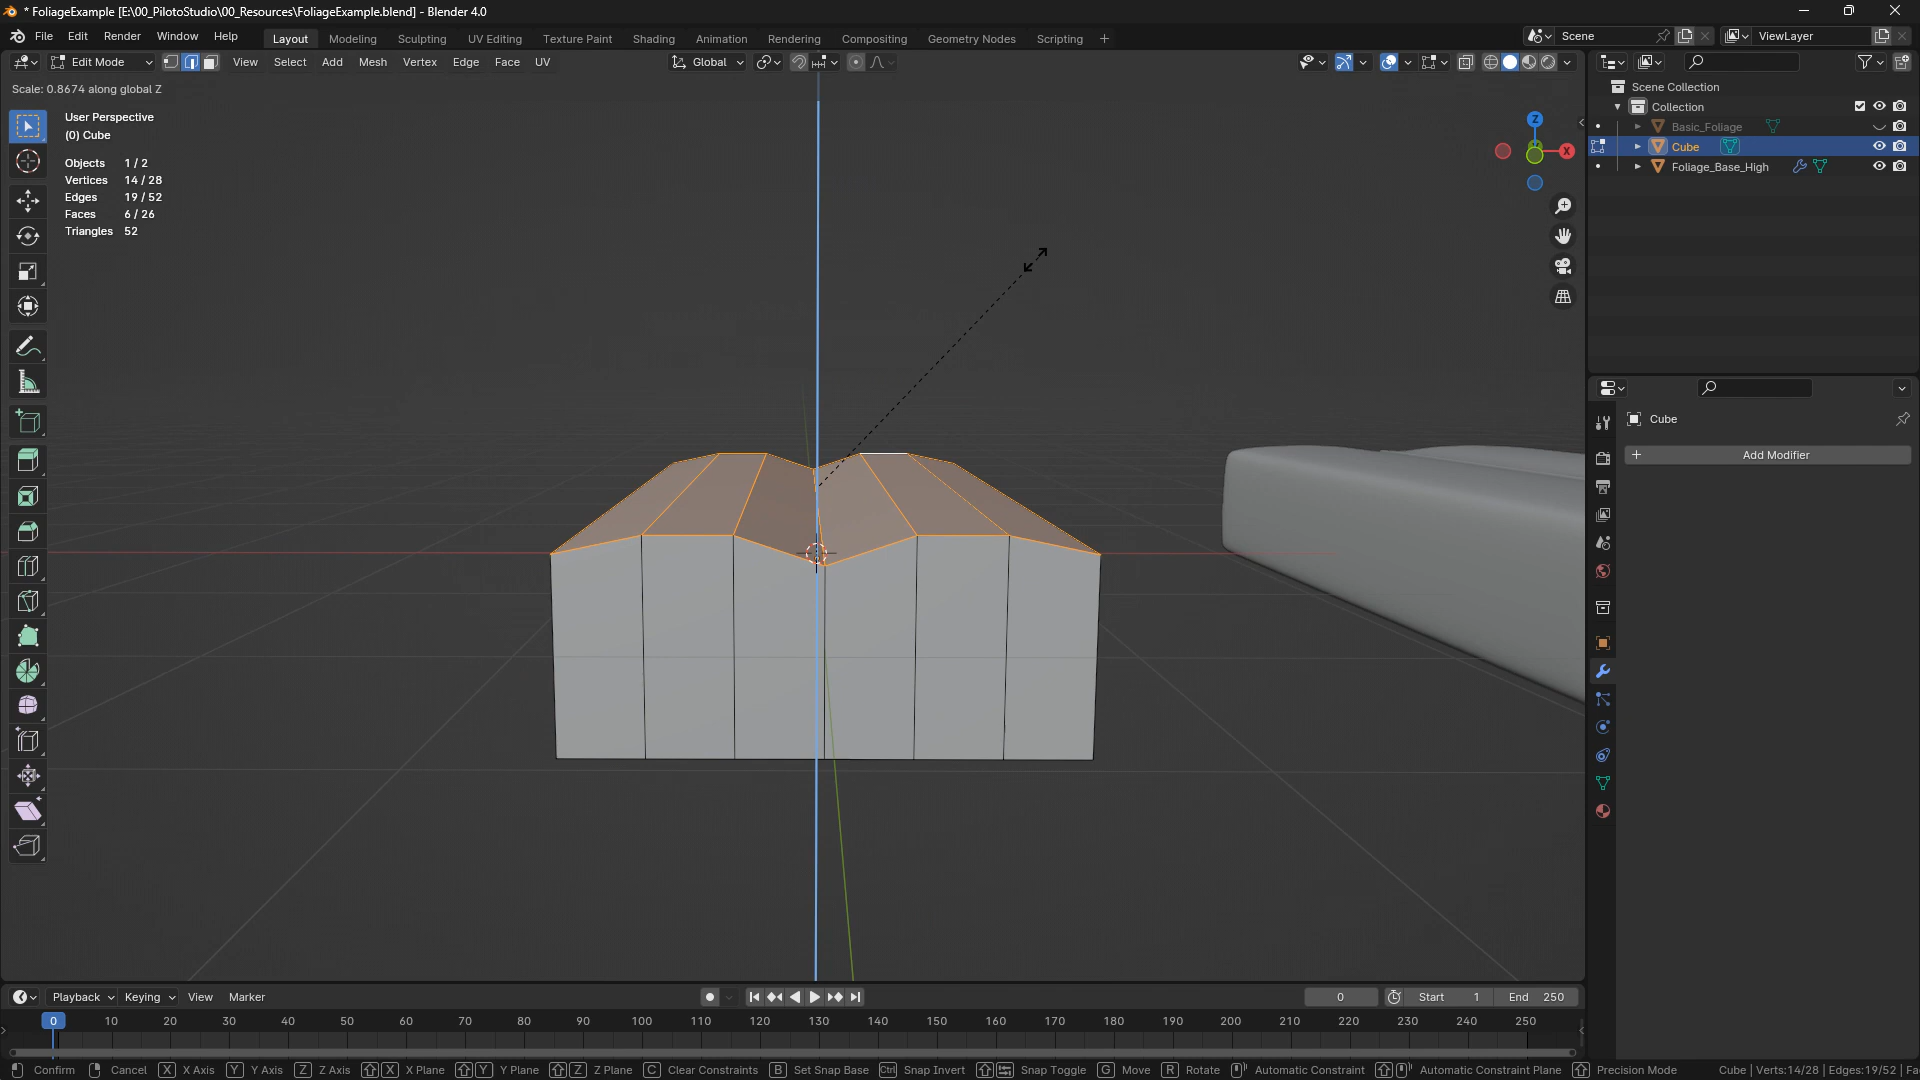 * FoliageExample [E:\00_PilotoStudio\00_Resources\FoliageExample.blend] - Blender 4.0
File Edit Render Window Help Layout Modeling Sculpting UV Editing Texture Paint Shading Animation Rendering Compositing Geometry Nodes Scripting + Scene ViewLayer
Edit Mode View Select Add Mesh Vertex Edge Face UV Global
Scale: 0.8674 along global Z
User Perspective
(0) Cube
Objects 1 / 2
Vertices 14 / 28
Edges 19 / 52
Faces 6 / 26
Triangles 52
Z
X
Scene Collection
Collection
Basic_Foliage
Cube
Foliage_Base_High
Cube
+ Add Modifier
Playback Keying View Marker 0 Start 1 End 250
0 10 20 30 40 50 60 70 80 90 100 110 120 130 140 150 160 170 180 190 200 210 220 230 240 250
Confirm Cancel X X Axis Y Y Axis Z Z Axis X X Plane Y Y Plane Z Z Plane C Clear Constraints B Set Snap Base Ctrl Snap Invert Snap Toggle G Move R Rotate Automatic Constraint Automatic Constraint Plane Precision Mode Cube | Verts:14/28 | Edges:19/52 | Fa